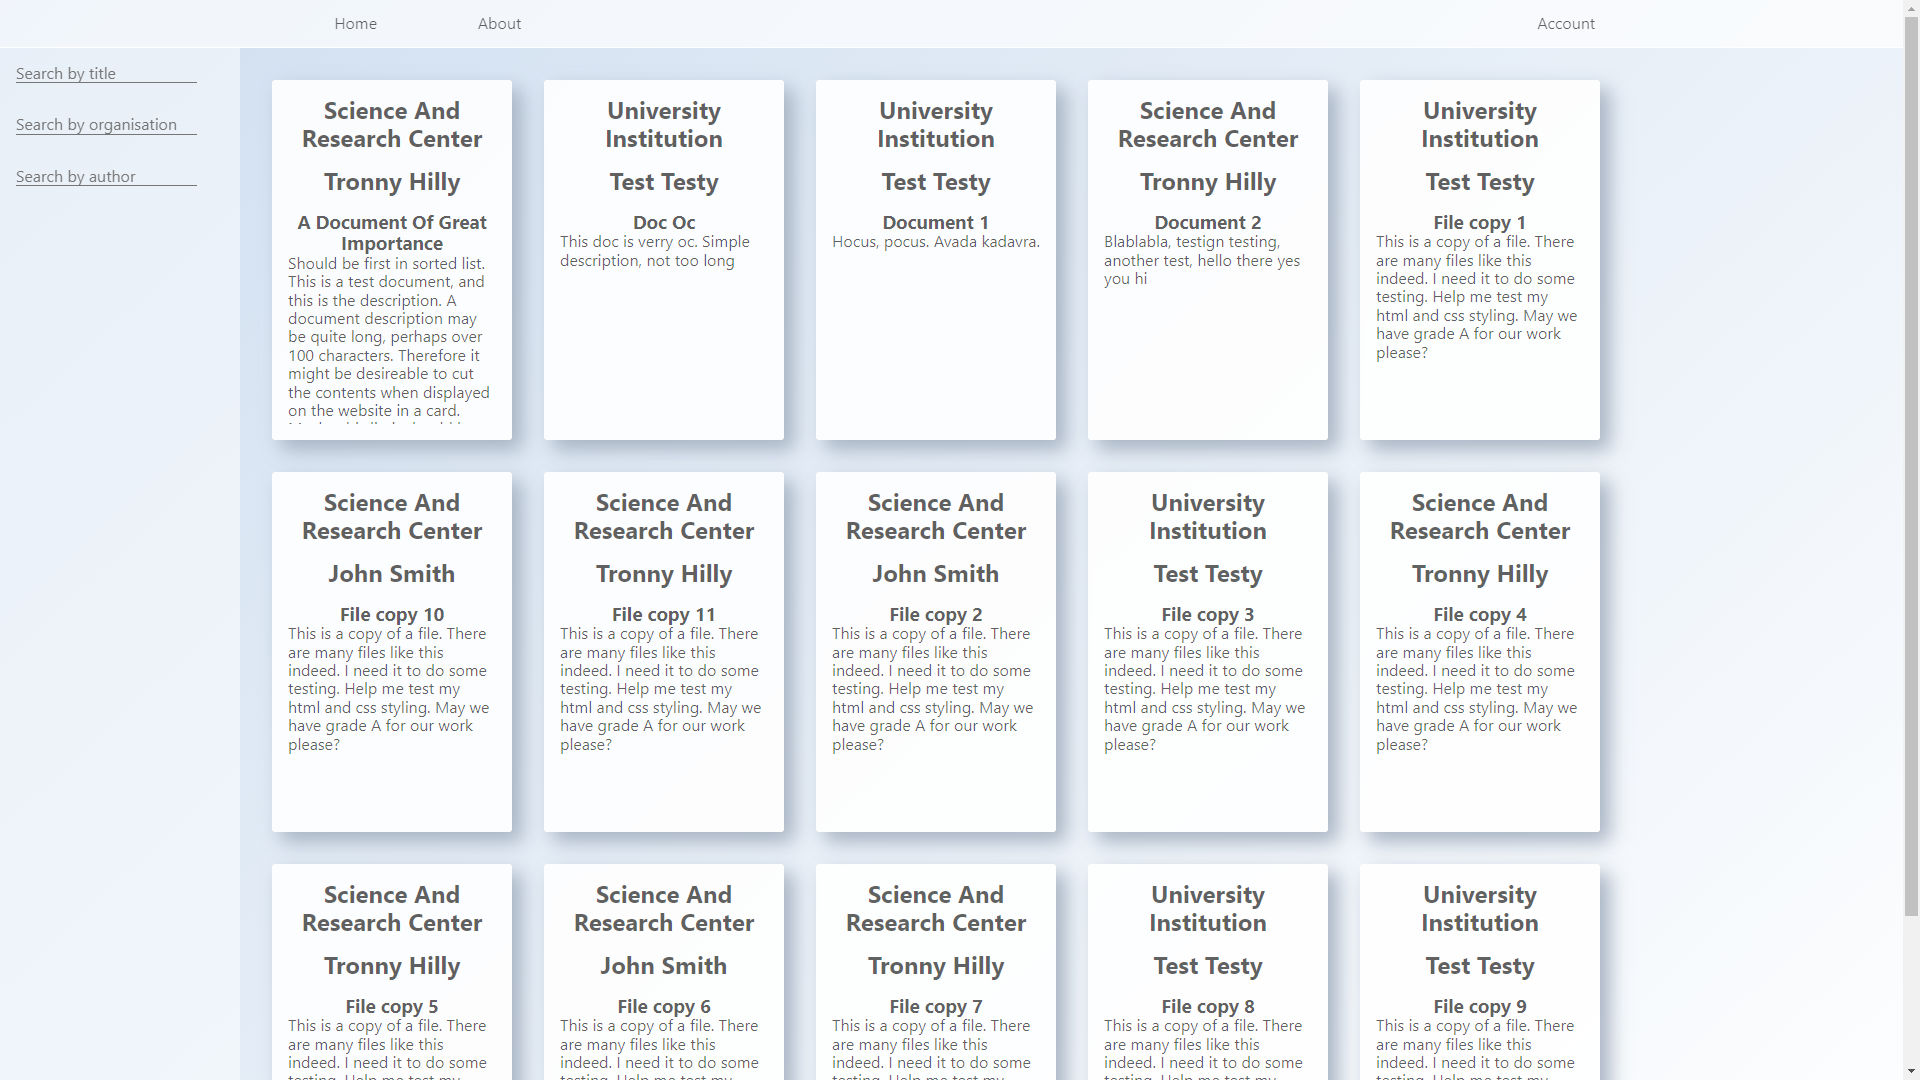 Home
About
Account
Search by title
Search by organisation
Search by author
Science And
Research Center
Tronny Hilly
A Document Of Great
Importance
Should be first in sorted list.
This is a test document, and
this is the description. A
document description may
be quite long, perhaps over
100 characters. Therefore it
might be desireable to cut
the contents when displayed
on the website in a card.
University
Institution
Test Testy
Doc Oc
This doc is verry oc. Simple
description, not too long
University
Institution
Test Testy
Document 1
Hocus, pocus. Avada kadavra.
Science And
Research Center
Tronny Hilly
Document 2
Blablabla, testign testing,
another test, hello there yes
you hi
University
Institution
Test Testy
File copy 1
This is a copy of a file. There
are many files like this
indeed. I need it to do some
testing. Help me test my
html and css styling. May we
have grade A for our work
please?
Science And
Research Center
John Smith
File copy 10
This is a copy of a file. There
are many files like this
indeed. I need it to do some
testing. Help me test my
html and css styling. May we
have grade A for our work
please?
Science And
Research Center
Tronny Hilly
File copy 11
This is a copy of a file. There
are many files like this
indeed. I need it to do some
testing. Help me test my
html and css styling. May we
have grade A for our work
please?
Science And
Research Center
John Smith
File copy 2
This is a copy of a file. There
are many files like this
indeed. I need it to do some
testing. Help me test my
html and css styling. May we
have grade A for our work
please?
University
Institution
Test Testy
File copy 3
This is a copy of a file. There
are many files like this
indeed. I need it to do some
testing. Help me test my
html and css styling. May we
have grade A for our work
please?
Science And
Research Center
Tronny Hilly
File copy 4
This is a copy of a file. There
are many files like this
indeed. I need it to do some
testing. Help me test my
html and css styling. May we
have grade A for our work
please?
Science And
Research Center
Tronny Hilly
File copy 5
This is a copy of a file. There
are many files like this
indeed. I need it to do some
testing. Help me test my
Science And
Research Center
John Smith
File copy 6
This is a copy of a file. There
are many files like this
indeed. I need it to do some
testing. Help me test my
Science And
Research Center
Tronny Hilly
File copy 7
This is a copy of a file. There
are many files like this
indeed. I need it to do some
testing. Help me test my
University
Institution
Test Testy
File copy 8
This is a copy of a file. There
are many files like this
indeed. I need it to do some
testing. Help me test my
University
Institution
Test Testy
File copy 9
This is a copy of a file. There
are many files like this
indeed. I need it to do some
testing. Help me test my